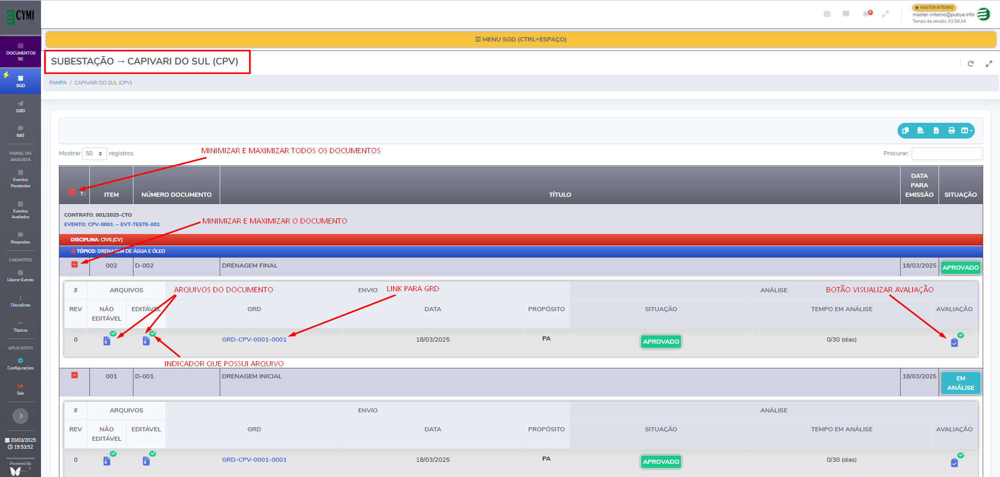 CYMI
MASTER INTERNO
master-interno@pubye.info
Tempo da sessão: 02:58:34
MENU SGD (CTRL+ESPAÇO)
DOCUMENTOS
SE
SGD
GRD
RAT
PAINEL DO
ANALISTA
Eventos
Pendentes
Eventos
Avaliados
Respostas
CADASTRO
Liberar Evento
Disciplinas
Tópicos
APLICATIVO
Configurações
Sair
20/03/2025
19:53:52
Powered By
SUBESTAÇÃO → CAPIVARI DO SUL (CPV)
PAMPA / CAPIVARI DO SUL (CPV)
Mostrar 50 registros
Procurar:
MINIMIZAR E MAXIMIZAR TODOS OS DOCUMENTOS
ITEM NÚMERO DOCUMENTO TÍTULO DATA PARA EMISSÃO SITUAÇÃO
CONTRATO: 001/2025-CTO
EVENTO: CPV-0001 → EVT-TESTE-001
MINIMIZAR E MAXIMIZAR O DOCUMENTO
DISCIPLINA: CIVIL(CV)
TÓPICO: DRENAGEM DE ÁGUA E ÓLEO
002 D-002 DRENAGEM FINAL 18/03/2025 APROVADO
# ARQUIVOS ENVIO ANÁLISE
ARQUIVOS DO DOCUMENTO
LINK PARA GRD
BOTÃO VISUALIZAR AVALIAÇÃO
REV NÃO EDITÁVEL EDITÁVEL GRD DATA PROPÓSITO SITUAÇÃO TEMPO EM ANÁLISE AVALIAÇÃO
0 GRD-CPV-0001-0001 18/03/2025 PA APROVADO 0/30 (dias)
INDICADOR QUE POSSUI ARQUIVO
001 D-001 DRENAGEM INICIAL 18/03/2025 EM ANÁLISE
# ARQUIVOS ENVIO ANÁLISE
REV NÃO EDITÁVEL EDITÁVEL GRD DATA PROPÓSITO SITUAÇÃO TEMPO EM ANÁLISE AVALIAÇÃO
0 GRD-CPV-0001-0001 18/03/2025 PA APROVADO 0/30 (dias)